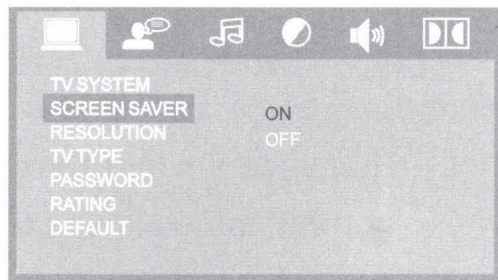 TV SYSTEM
SCREEN SAVER ON
RESOLUTION OFF
TV TYPE
PASSWORD
RATING
DEFAULT